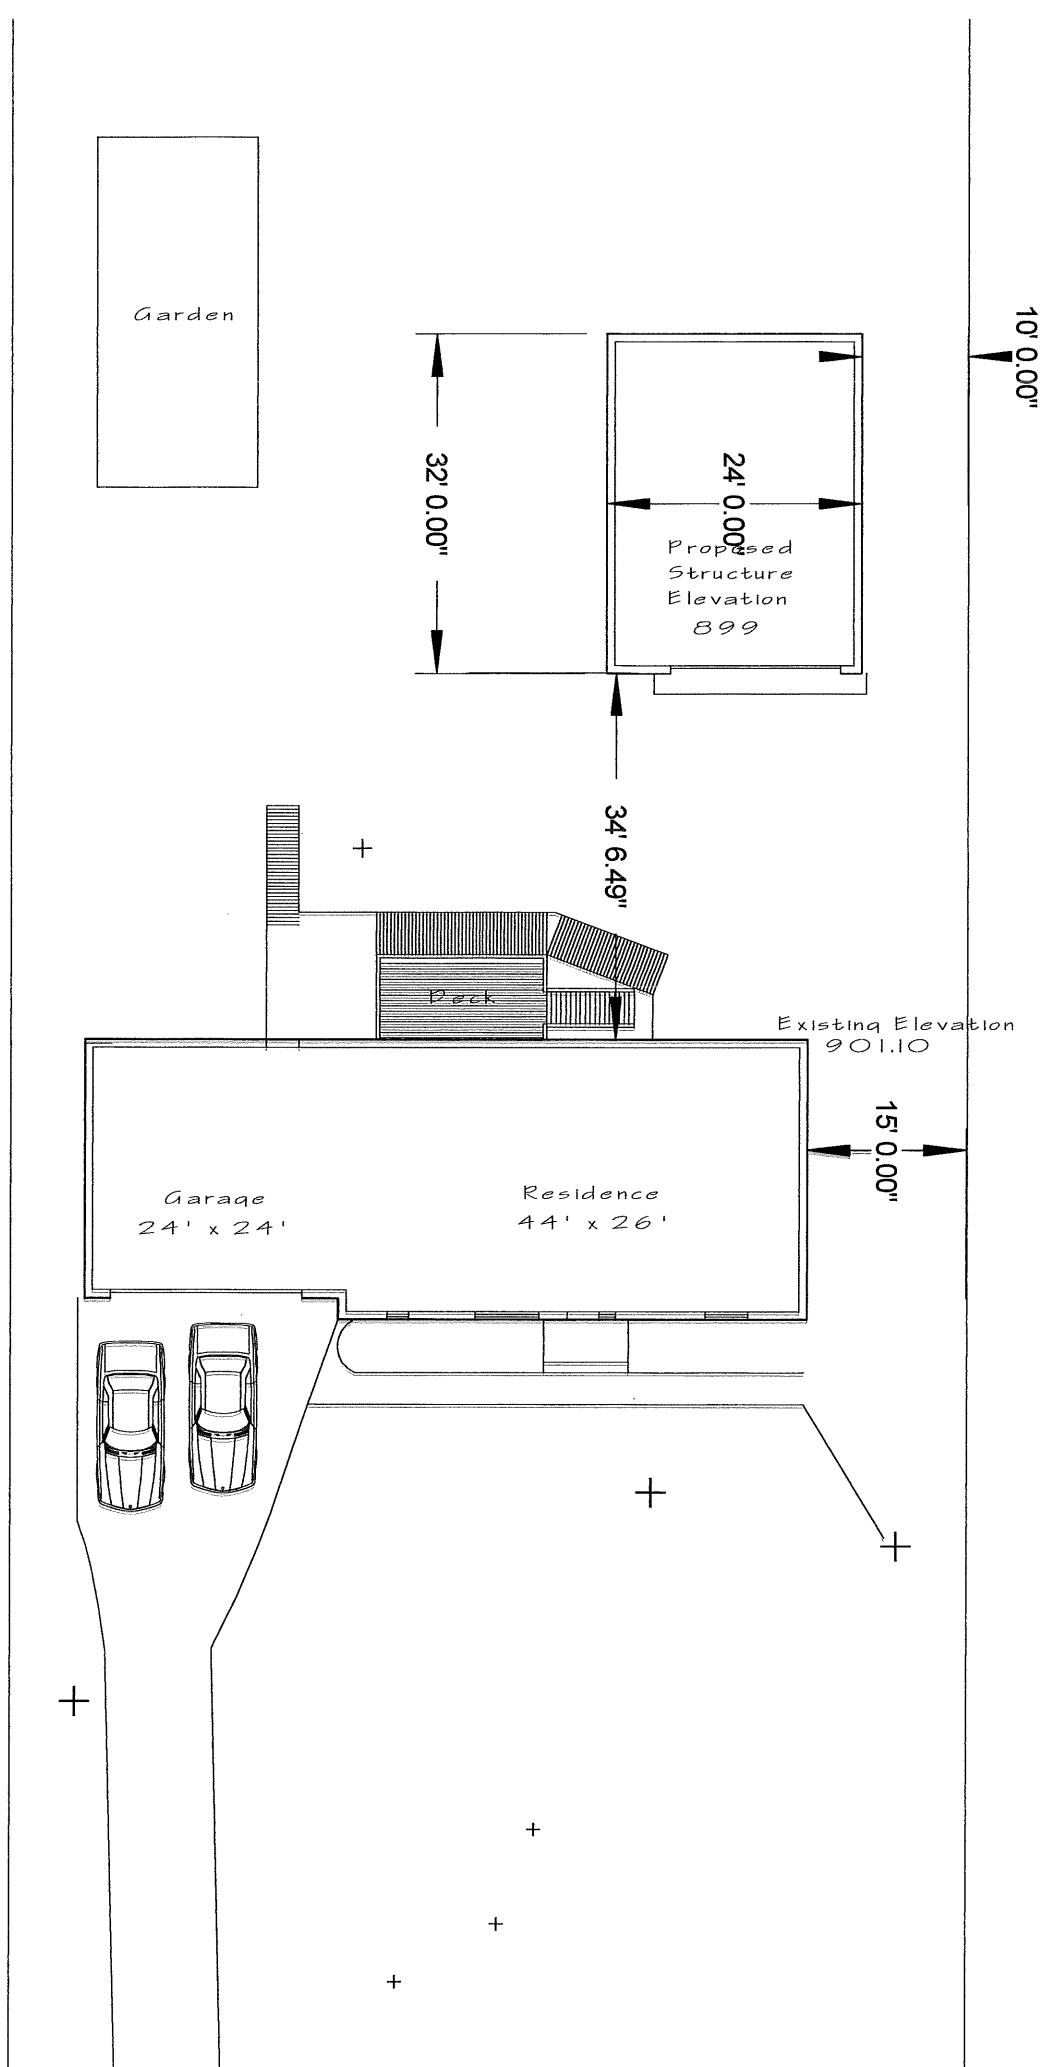 Garden
10' 0.00"
32' 0.00"
24' 0.00"
Proposed
Structure
Elevation
899
34' 6.49"
Deck
Existing Elevation
901.10
15' 0.00"
Garage
24' x 24'
Residence
44' x 26'